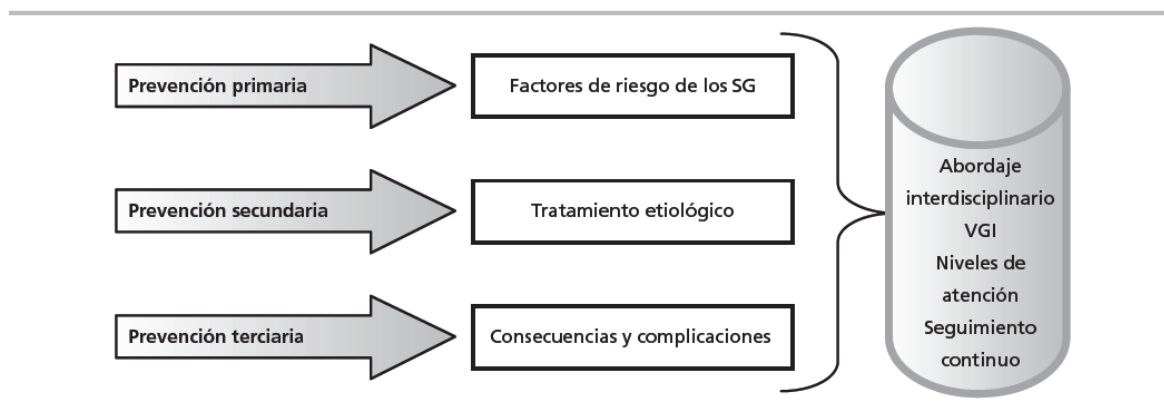 Prevención primaria
Factores de riesgo de los SG
Prevención secundaria
Tratamiento etiológico
Prevención terciaria
Consecuencias y complicaciones
Abordaje
interdisciplinario
VGI
Niveles de
atención
Seguimiento
continuo